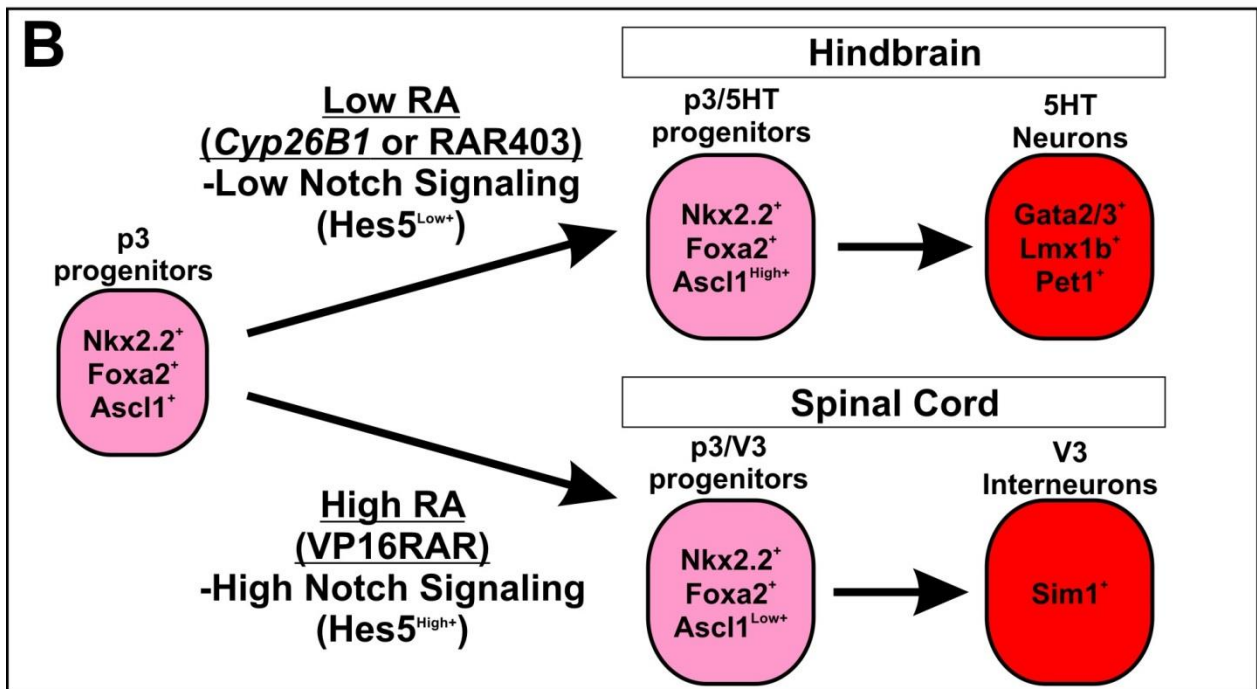 B
p3
progenitors
Nkx2.2⁺
Foxa2⁺
Ascl1⁺
Low RA
(Cyp26B1 or RAR403)
-Low Notch Signaling
(Hes5ᴸᵒʷ⁺)
High RA
(VP16RAR)
-High Notch Signaling
(Hes5ᴴⁱᵍʰ⁺)
Hindbrain
p3/5HT
progenitors
Nkx2.2⁺
Foxa2⁺
Ascl1ᴴⁱᵍʰ⁺
5HT
Neurons
Gata2/3⁺
Lmx1b⁺
Pet1⁺
Spinal Cord
p3/V3
progenitors
Nkx2.2⁺
Foxa2⁺
Ascl1ᴸᵒʷ⁺
V3
Interneurons
Sim1⁺